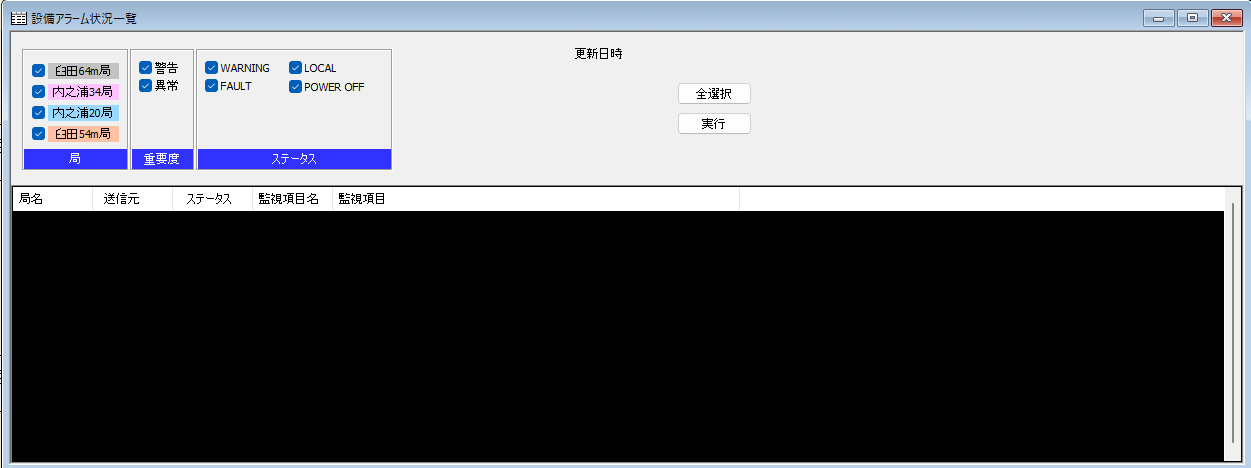 設備アラーム状況一覧
臼田64m局
内之浦34局
内之浦20局
臼田54m局
局
警告
異常
重要度
WARNING
LOCAL
FAULT
POWER OFF
ステータス
更新日時
全選択
実行
局名
送信元
ステータス
監視項目名
監視項目